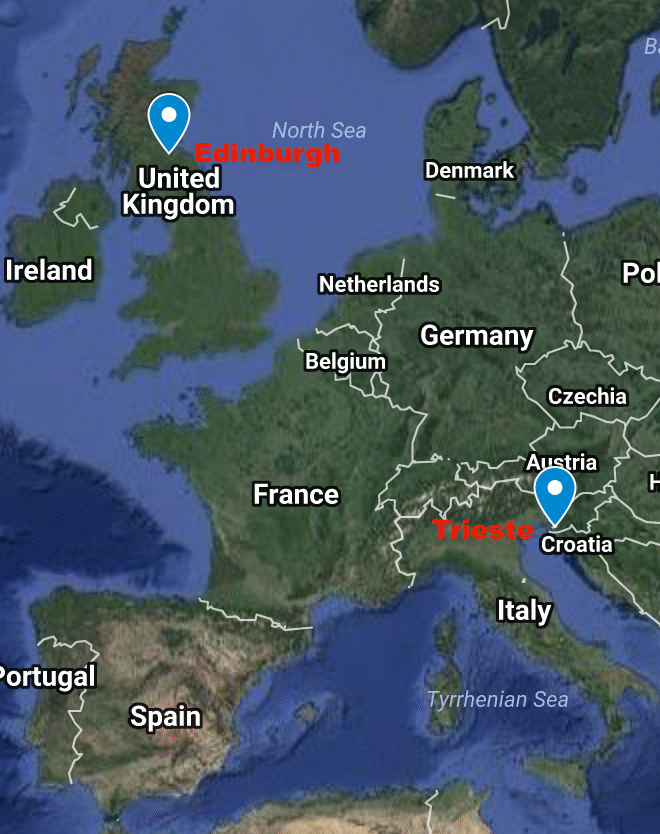 Ba
North Sea
Edinburgh
United
Kingdom
Denmark
Ireland
Netherlands
Pol
Germany
Belgium
Czechia
Austria
France
H
Trieste
Croatia
Italy
Portugal
Tyrrhenian Sea
Spain